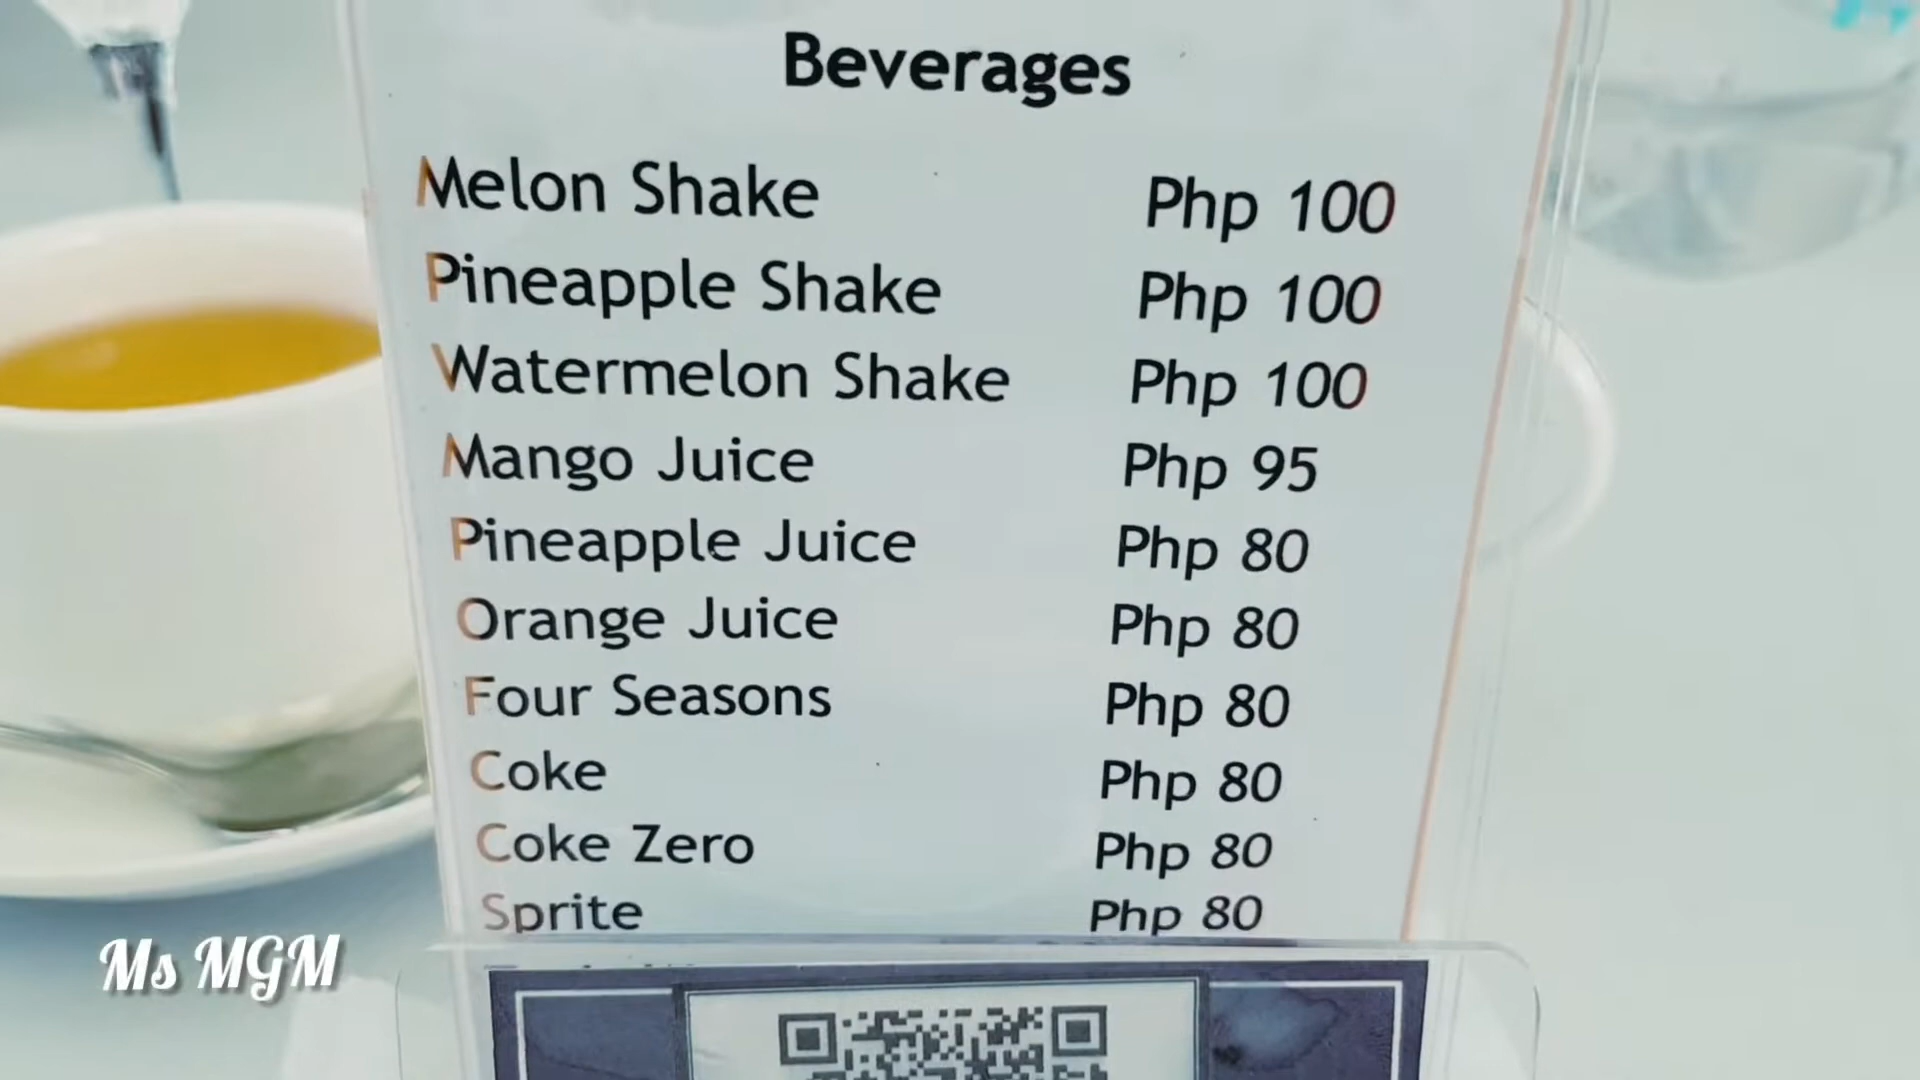 Beverages
Melon Shake Php 100
Pineapple Shake Php 100
Watermelon Shake Php 100
Mango Juice Php 95
Pineapple Juice Php 80
Orange Juice Php 80
Four Seasons Php 80
Coke Php 80
Coke Zero Php 80
Sprite Php 80
Ms MGM